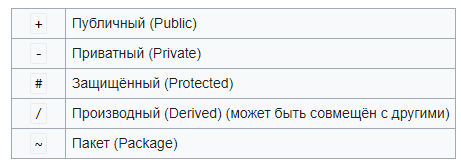 + Публичный (Public)
- Приватный (Private)
# Защищённый (Protected)
/ Производный (Derived) (может быть совмещён с другими)
~ Пакет (Package)